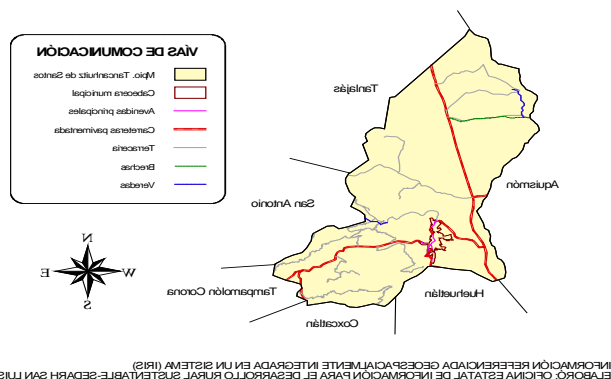 VÍAS DE COMUNICACIÓN
Mpio. Tancanhuitz de Santos
Cabecera municipal
Avenidas principales
Carreteras pavimentada
Terracería
Brechas
Veredas
Tanlajás
Aquismón
San Antonio
Tampamolón Corona
Huehuetlán
Coxcatlán
N
W
E
S
INFORMACIÓN REFERENCIADA GEOESPACIALMENTE INTEGRADA EN UN SISTEMA (IRIS)
ELABORÓ: OFICINA ESTATAL DE INFORMACIÓN PARA EL DESARROLLO RURAL SUSTENTABLE-SEDARH SAN LUIS